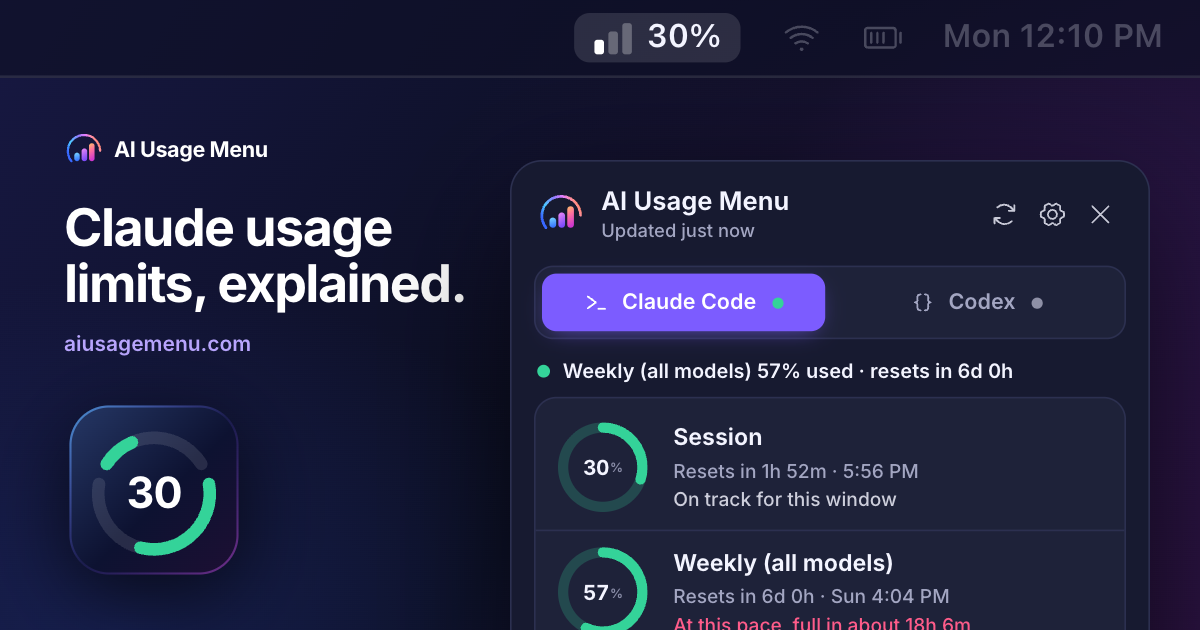 30%
Mon 12:10 PM
AI Usage Menu
Claude usage
limits, explained.
aiusagemenu.com
30
AI Usage Menu
Updated just now
>_ Claude Code
{} Codex
Weekly (all models) 57% used · resets in 6d 0h
30%
Session
Resets in 1h 52m · 5:56 PM
On track for this window
57%
Weekly (all models)
Resets in 6d 0h · Sun 4:04 PM
At this pace, full in about 18h 6m